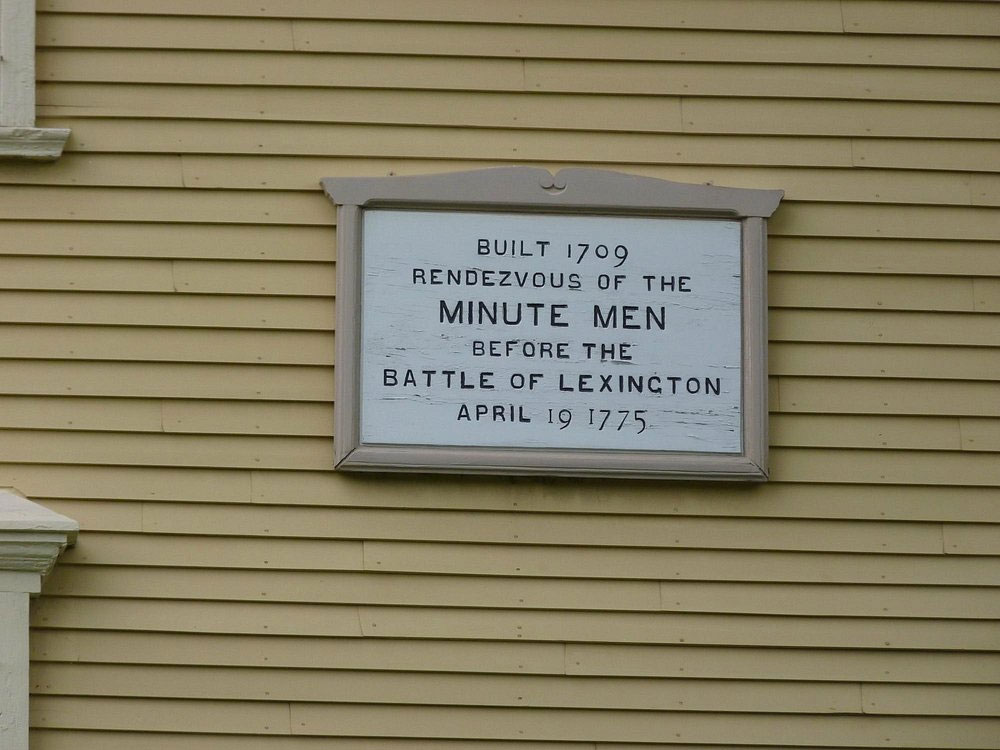 BUILT 1709
RENDEZVOUS OF THE
MINUTE MEN
BEFORE THE
BATTLE OF LEXINGTON
APRIL 19 1775